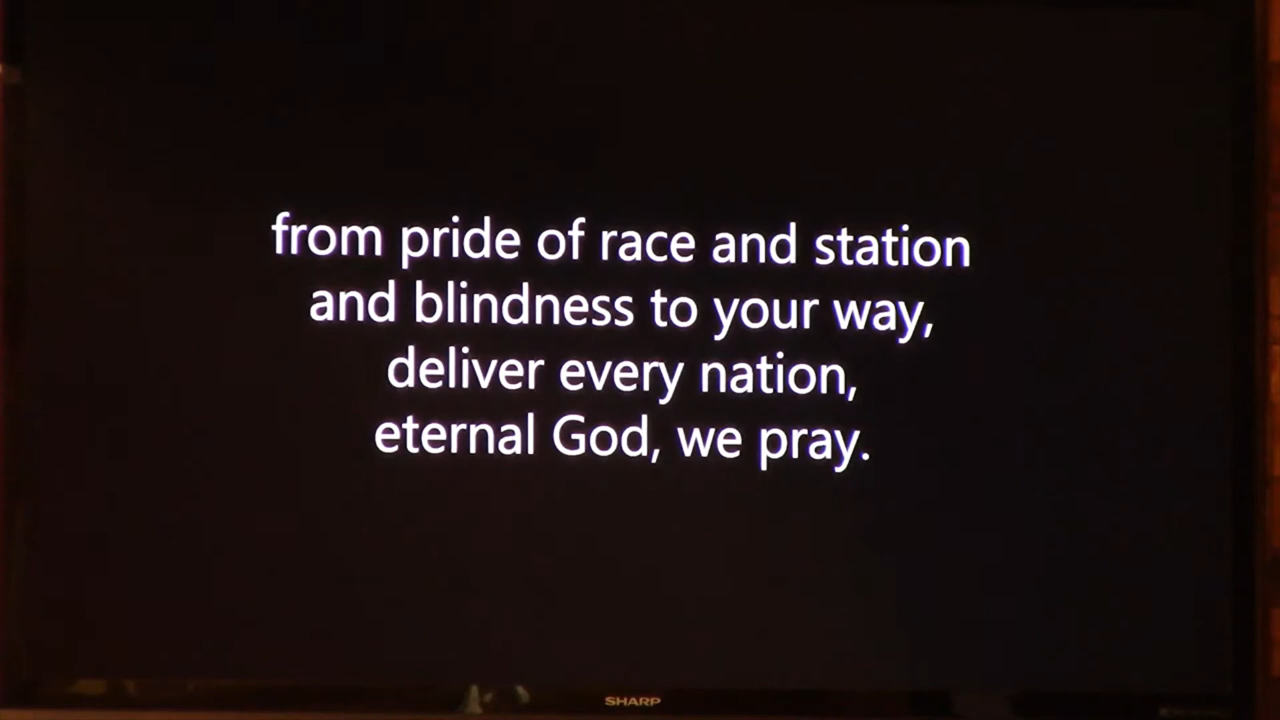 from pride of race and station
and blindness to your way,
deliver every nation,
eternal God, we pray.
SHARP